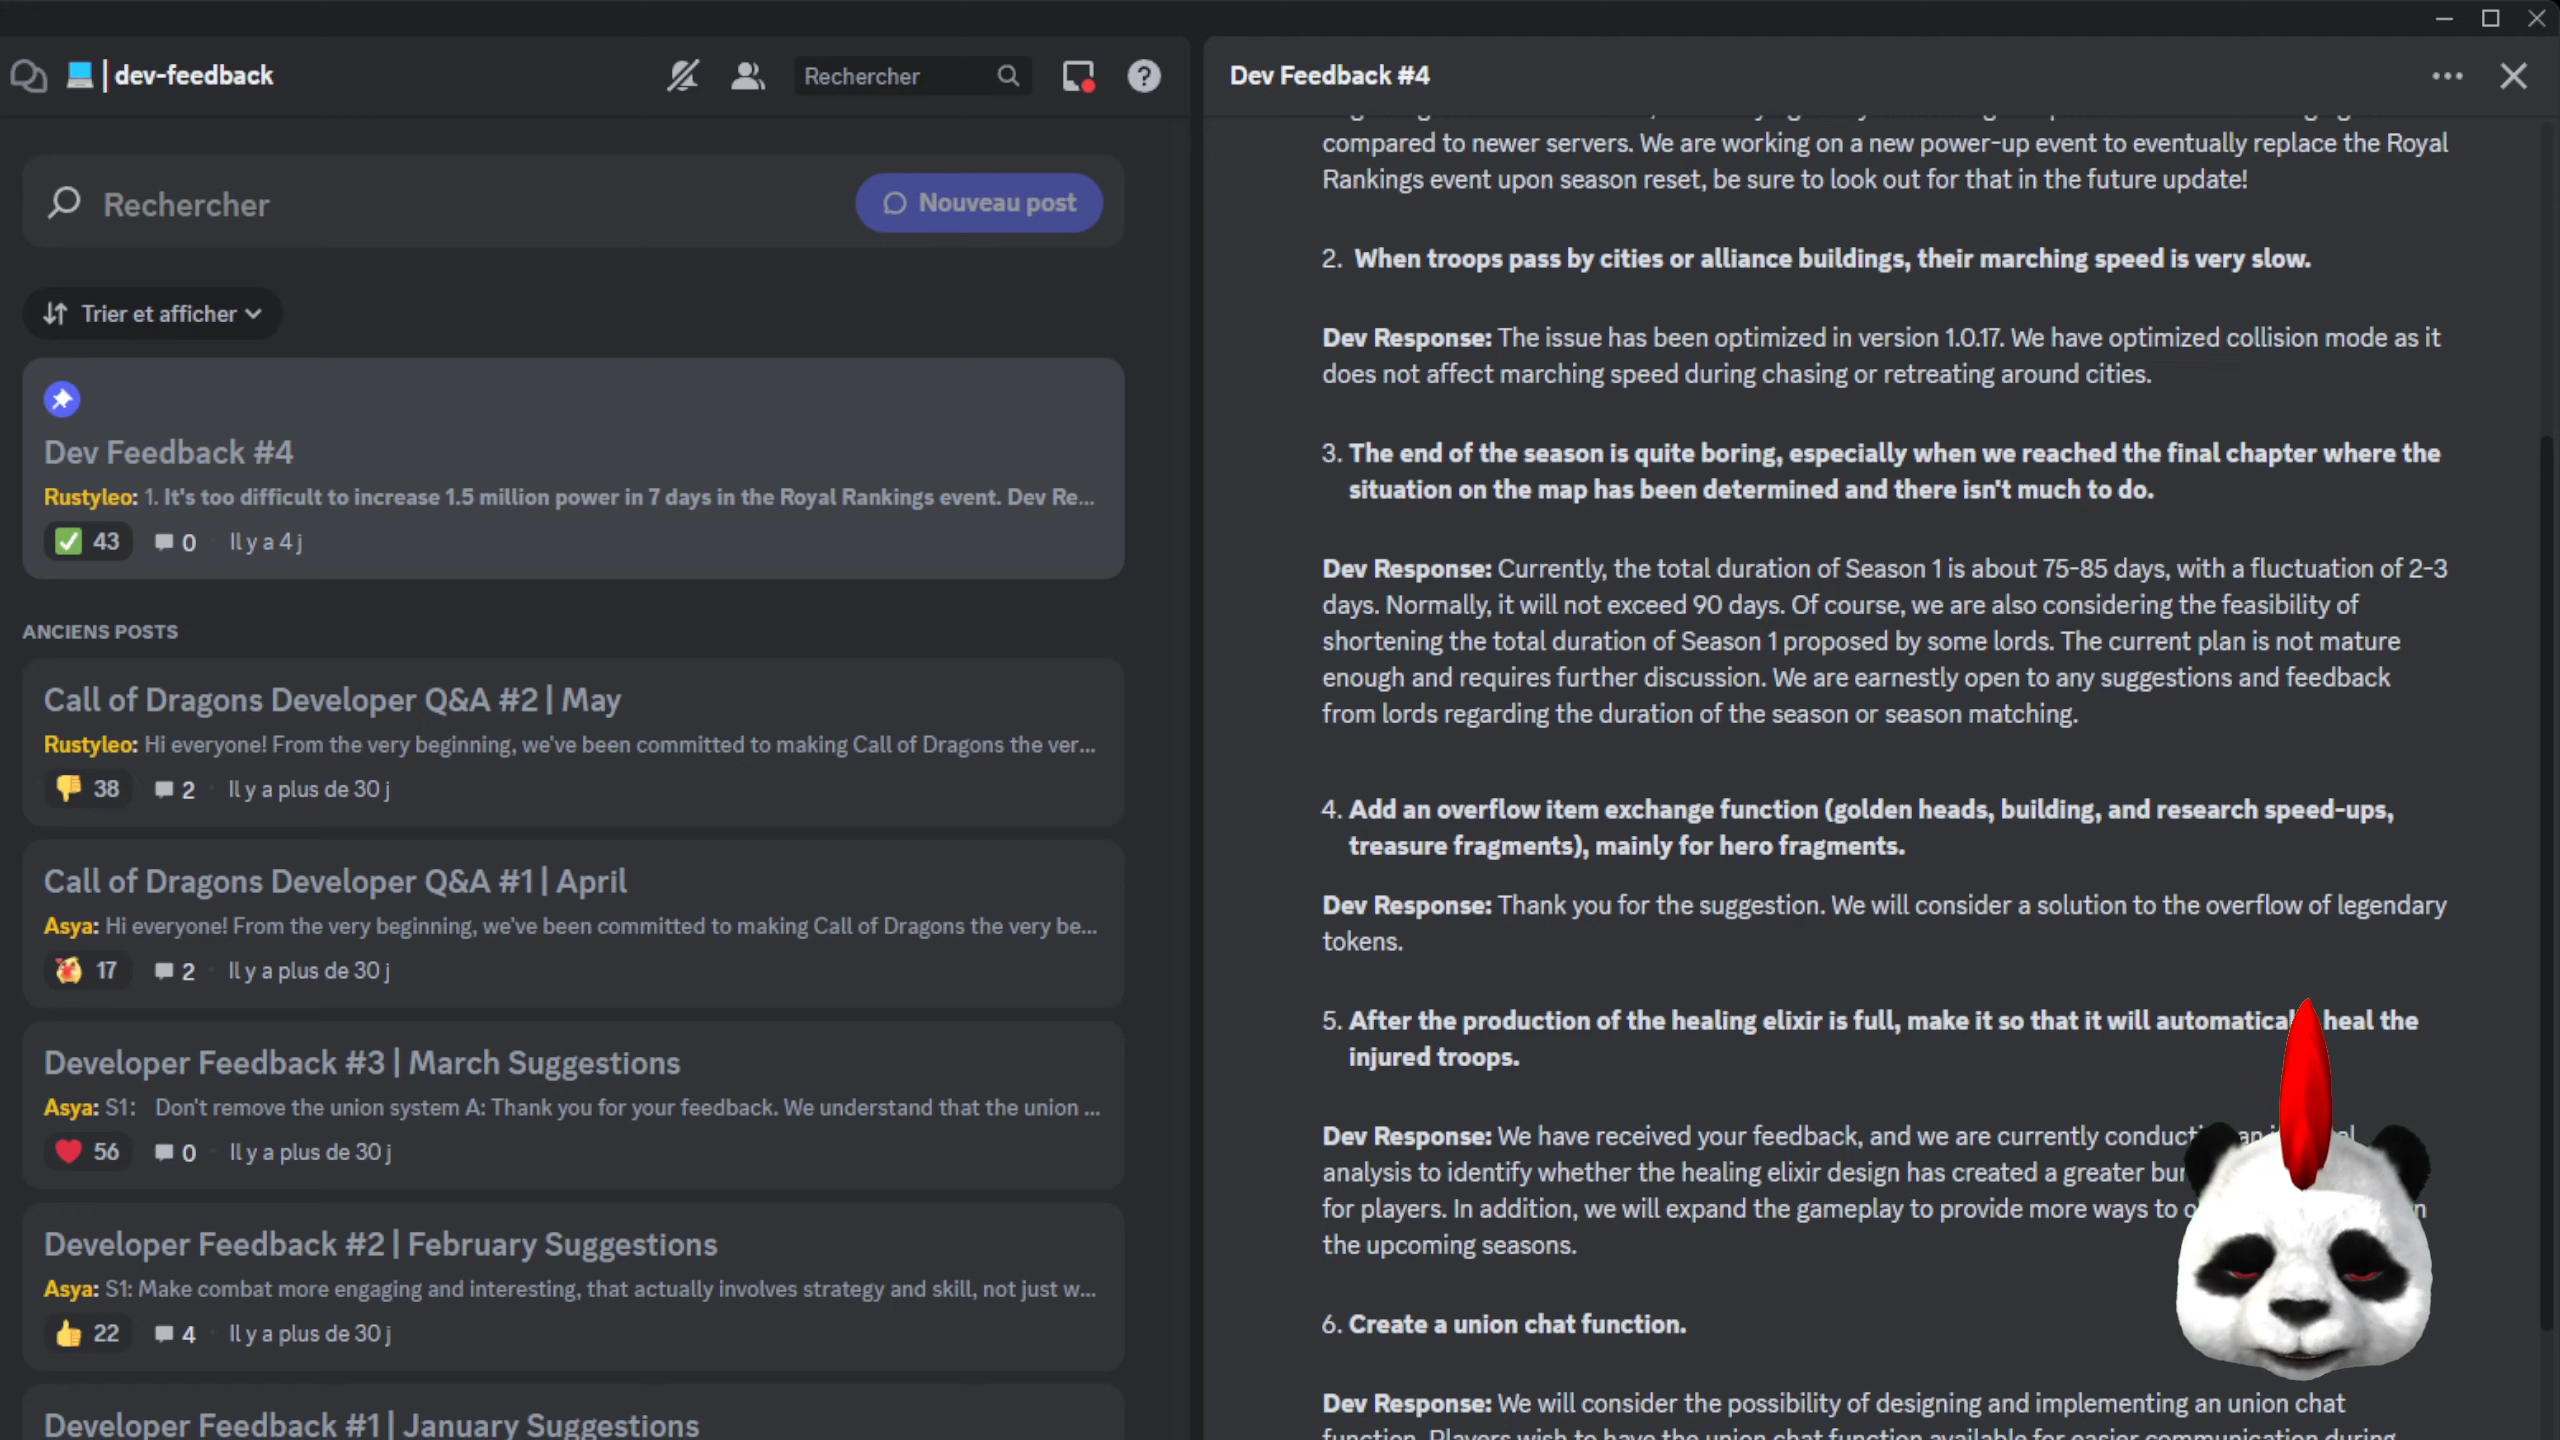 dev-feedback
Rechercher
Dev Feedback #4
Rechercher
Nouveau post
Trier et afficher
Dev Feedback #4
Rustyleo: 1. It's too difficult to increase 1.5 million power in 7 days in the Royal Rankings event. Dev Re...
43 0 Il y a 4 j
ANCIENS POSTS
Call of Dragons Developer Q&A #2 | May
Rustyleo: Hi everyone! From the very beginning, we've been committed to making Call of Dragons the ver...
38 2 Il y a plus de 30 j
Call of Dragons Developer Q&A #1 | April
Asya: Hi everyone! From the very beginning, we've been committed to making Call of Dragons the very be...
17 2 Il y a plus de 30 j
Developer Feedback #3 | March Suggestions
Asya: S1: Don't remove the union system A: Thank you for your feedback. We understand that the union ...
56 0 Il y a plus de 30 j
Developer Feedback #2 | February Suggestions
Asya: S1: Make combat more engaging and interesting, that actually involves strategy and skill, not just w...
22 4 Il y a plus de 30 j
Developer Feedback #1 | January Suggestions
compared to newer servers. We are working on a new power-up event to eventually replace the Royal
Rankings event upon season reset, be sure to look out for that in the future update!
2. When troops pass by cities or alliance buildings, their marching speed is very slow.
Dev Response: The issue has been optimized in version 1.0.17. We have optimized collision mode as it
does not affect marching speed during chasing or retreating around cities.
3. The end of the season is quite boring, especially when we reached the final chapter where the
situation on the map has been determined and there isn't much to do.
Dev Response: Currently, the total duration of Season 1 is about 75-85 days, with a fluctuation of 2-3
days. Normally, it will not exceed 90 days. Of course, we are also considering the feasibility of
shortening the total duration of Season 1 proposed by some lords. The current plan is not mature
enough and requires further discussion. We are earnestly open to any suggestions and feedback
from lords regarding the duration of the season or season matching.
4. Add an overflow item exchange function (golden heads, building, and research speed-ups,
treasure fragments), mainly for hero fragments.
Dev Response: Thank you for the suggestion. We will consider a solution to the overflow of legendary
tokens.
5. After the production of the healing elixir is full, make it so that it will automatical heal the
injured troops.
Dev Response: We have received your feedback, and we are currently
analysis to identify whether the healing elixir design has created a greater
for players. In addition, we will expand the gameplay to provide more ways to
the upcoming seasons.
6. Create a union chat function.
Dev Response: We will consider the possibility of designing and implementing an union chat
function. Players wish to have the union chat function available for easier communication during